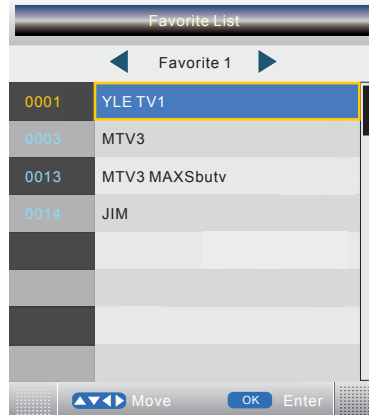 Favorite List
Favorite 1
0001 YLE TV1
0003 MTV3
0013 MTV3 MAXSbutv
0014 JIM
Move OK Enter